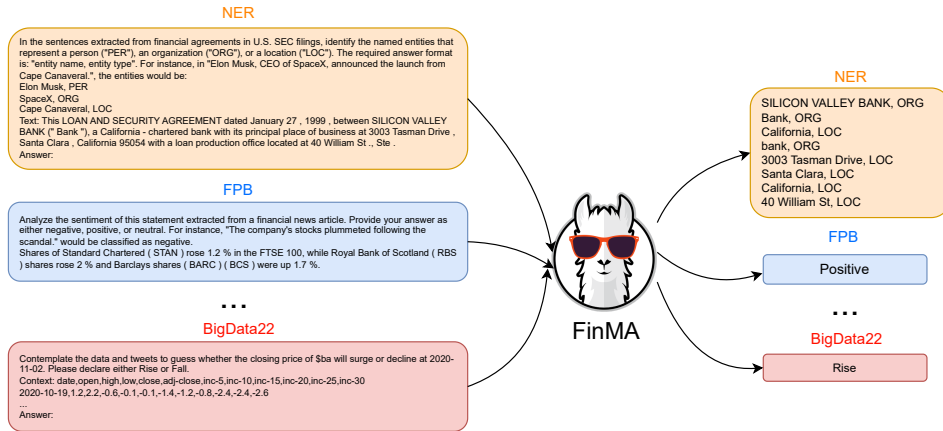 NER
In the sentences extracted from financial agreements in U.S. SEC filings, identify the named entities that
represent a person ("PER"), an organization ("ORG"), or a location ("LOC"). The required answer format
is: "entity name, entity type". For instance, in "Elon Musk, CEO of SpaceX, announced the launch from
Cape Canaveral.", the entities would be:
Elon Musk, PER
SpaceX, ORG
Cape Canaveral, LOC
Text: This LOAN AND SECURITY AGREEMENT dated January 27 , 1999 , between SILICON VALLEY
BANK (" Bank "), a California - chartered bank with its principal place of business at 3003 Tasman Drive ,
Santa Clara , California 95054 with a loan production office located at 40 William St ., Ste .
Answer:
FPB
Analyze the sentiment of this statement extracted from a financial news article. Provide your answer as
either negative, positive, or neutral. For instance, "The company's stocks plummeted following the
scandal." would be classified as negative.
Shares of Standard Chartered ( STAN ) rose 1.2 % in the FTSE 100, while Royal Bank of Scotland ( RBS
) shares rose 2 % and Barclays shares ( BARC ) ( BCS ) were up 1.7 %.
...
BigData22
Contemplate the data and tweets to guess whether the closing price of $ba will surge or decline at 2020-
11-02. Please declare either Rise or Fall.
Context: date,open,high,low,close,adj-close,inc-5,inc-10,inc-15,inc-20,inc-25,inc-30
2020-10-19,1.2,2.2,-0.6,-0.1,-0.1,-1.4,-1.2,-0.8,-2.4,-2.4,-2.6
...
Answer:
FinMA
NER
SILICON VALLEY BANK, ORG
Bank, ORG
California, LOC
bank, ORG
3003 Tasman Drive, LOC
Santa Clara, LOC
California, LOC
40 William St, LOC
FPB
Positive
...
BigData22
Rise